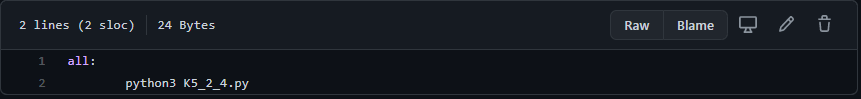 2 lines (2 sloc) 24 Bytes Raw Blame
1 all:
2 python3 K5_2_4.py